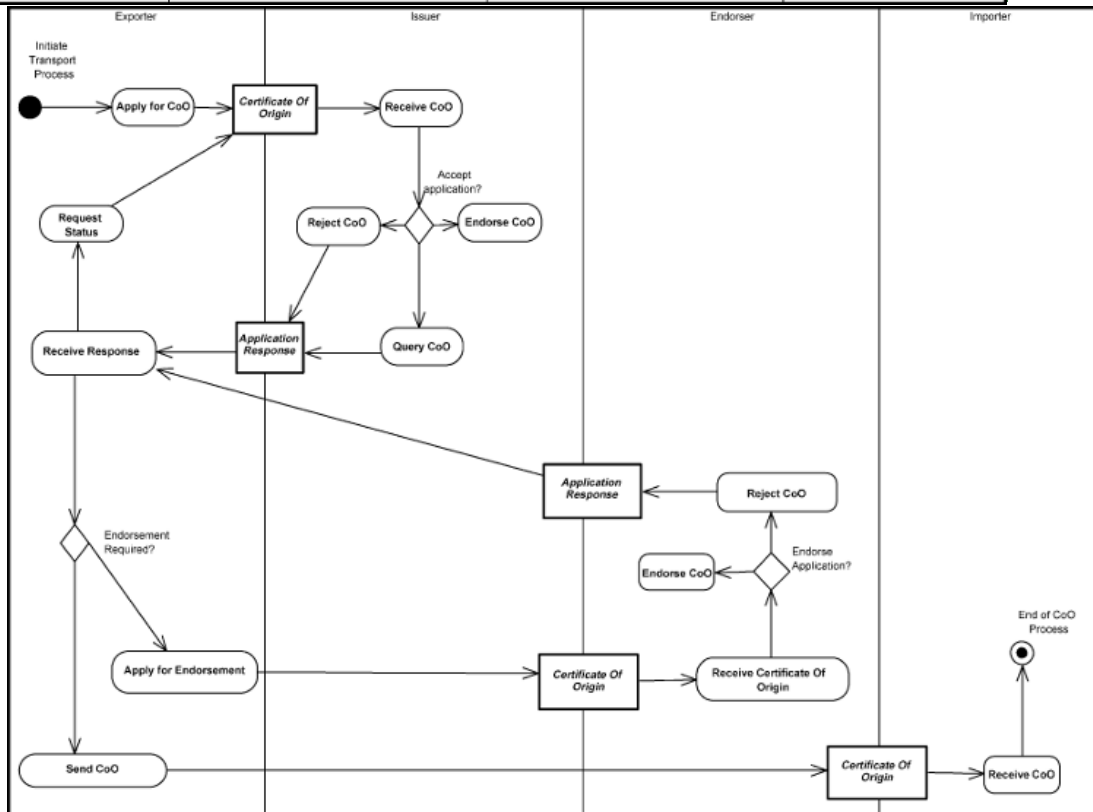 Exporter
Issuer
Endorser
Importer
Initiate
Transport
Process
Apply for CoO
Certificate Of
Origin
Receive CoO
Accept
application?
Request
Status
Reject CoO
Endorse CoO
Receive Response
Application
Response
Query CoO
Application
Response
Reject CoO
Endorsement
Required?
Endorse CoO
Endorse
Application?
End of CoO
Process
Apply for Endorsement
Certificate Of
Origin
Receive Certificate Of
Origin
Send CoO
Certificate Of
Origin
Receive CoO